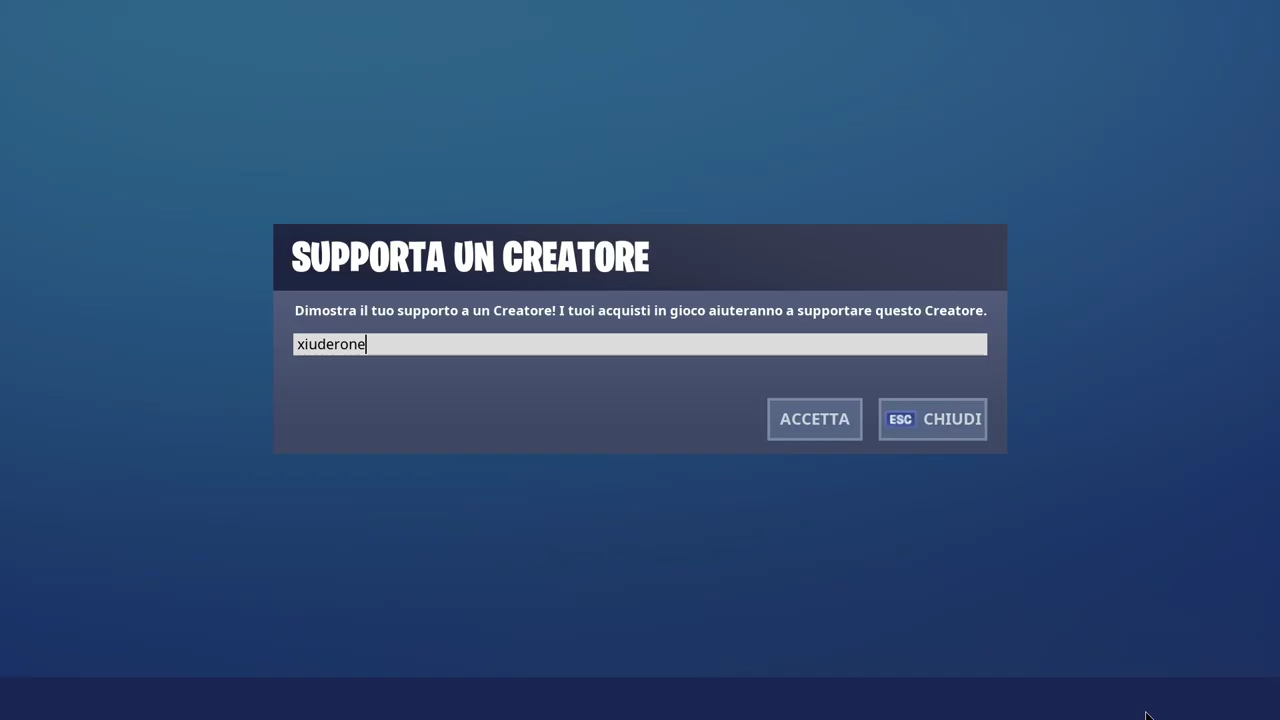 SUPPORTA UN CREATORE
Dimostra il tuo supporto a un Creatore! I tuoi acquisti in gioco aiuteranno a supportare questo Creatore.
xiuderone
ACCETTA
ESC CHIUDI